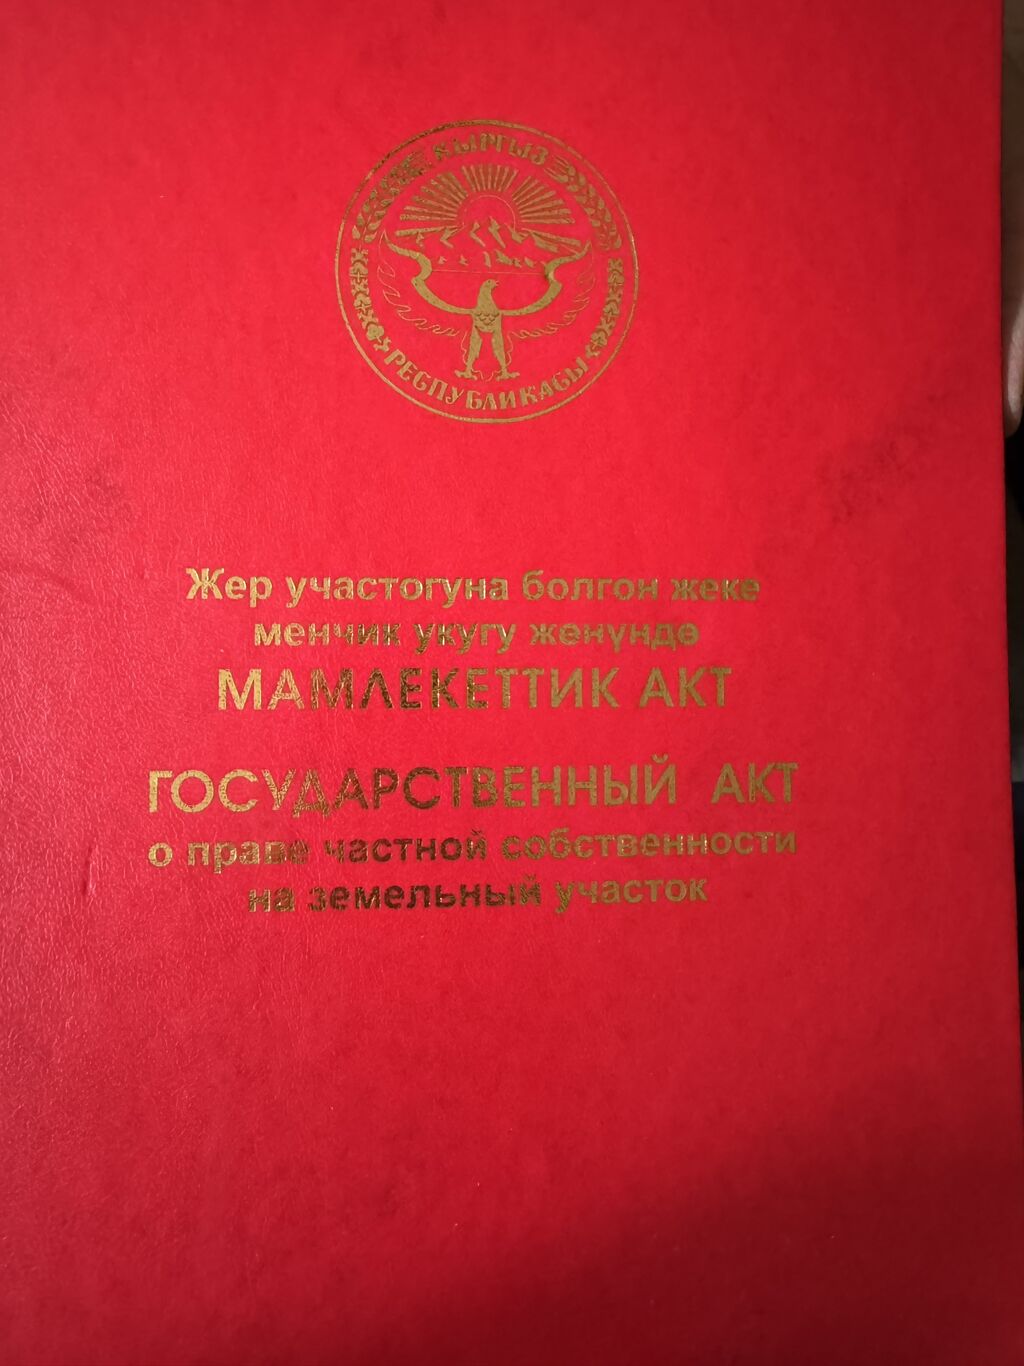 КЫРГЫЗ
РЕСПУБЛИКАСЫ
Жер участогуна болгон жеке
менчик укугу жөнүндө
МАМЛЕКЕТТИК АКТ
ГОСУДАРСТВЕННЫЙ АКТ
о праве частной собственности
на земельный участок